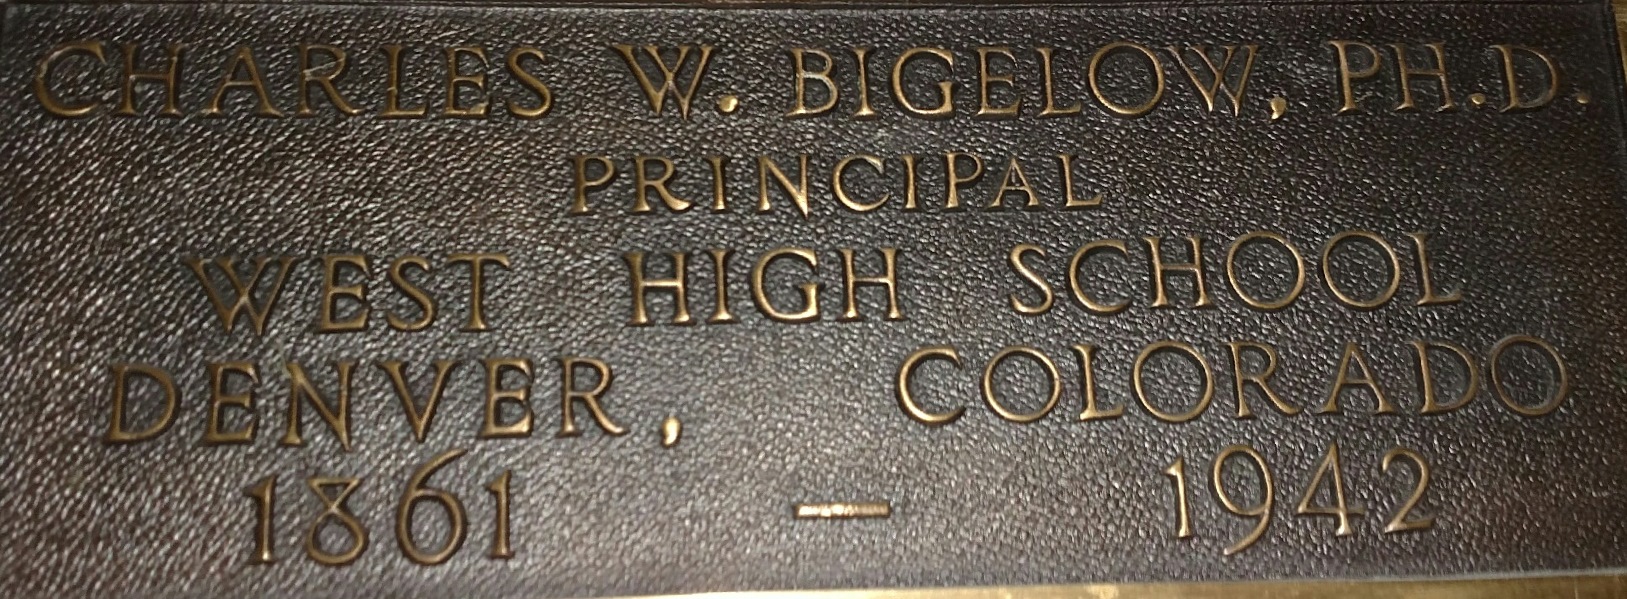 CHARLES W. BIGELOW, PH.D.
PRINCIPAL
WEST HIGH SCHOOL
DENVER, COLORADO
1861 – 1942